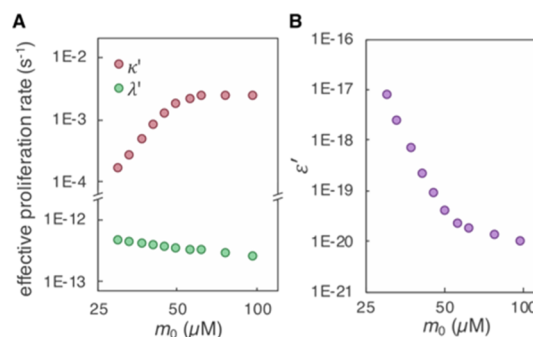 A
effective proliferation rate (s⁻¹)
1E-2
1E-3
1E-4
1E-12
1E-13
κ'
λ'
25
50
100
m₀ (μM)
B
ε'
1E-16
1E-17
1E-18
1E-19
1E-20
1E-21
25
50
100
m₀ (μM)